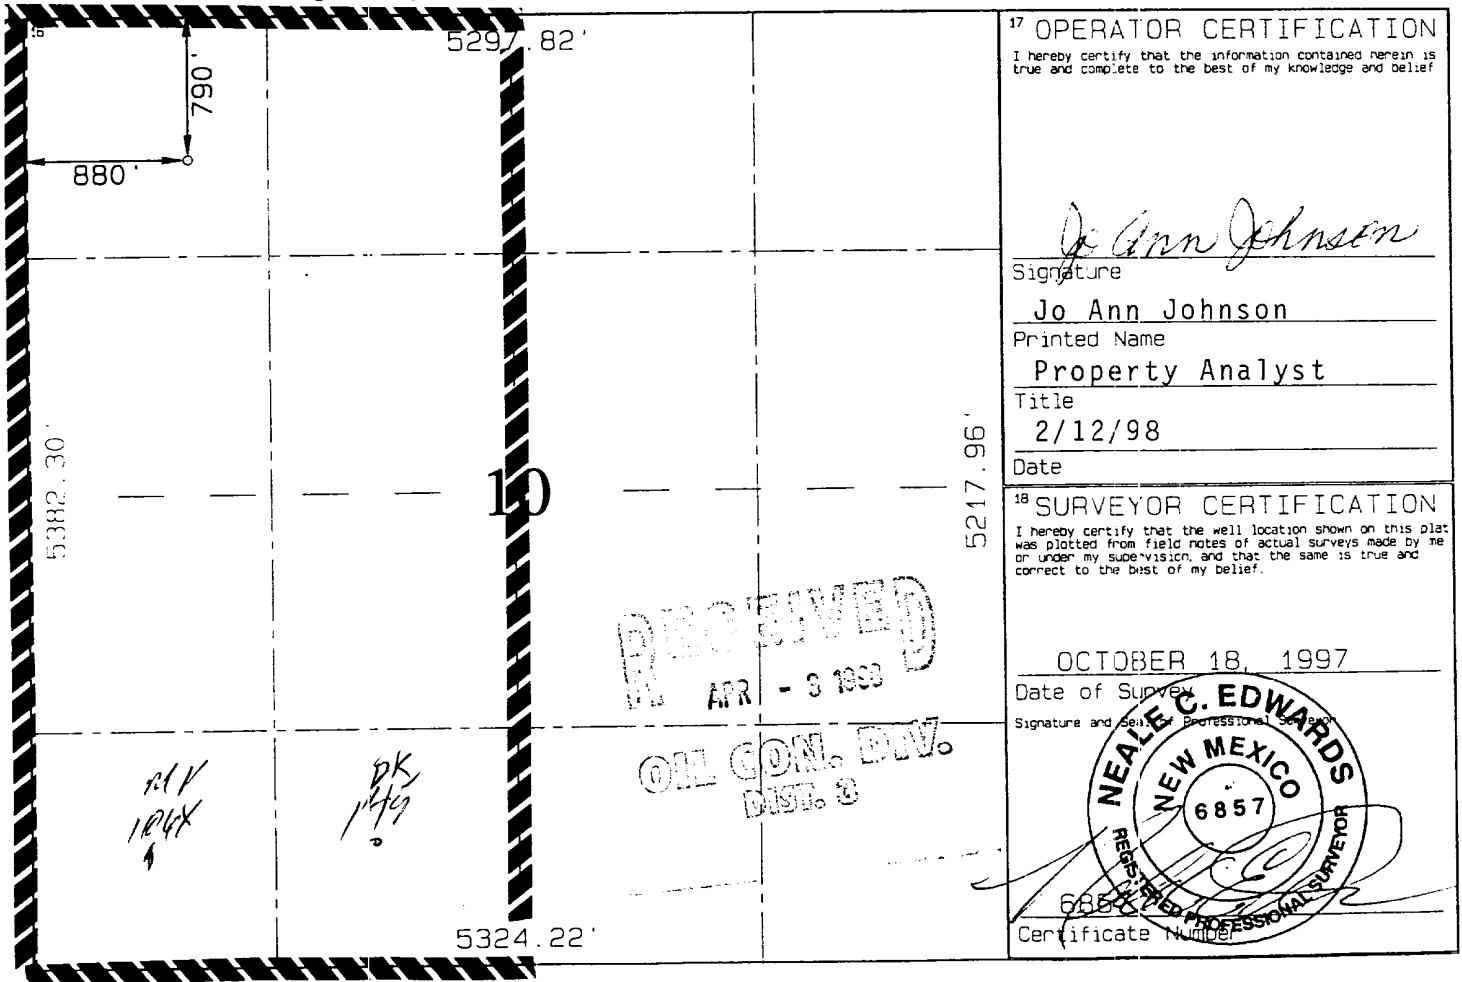 16
5297.82'
790'
880'
5382.30'
10
5217.96'
5324.22'
MV
DK
RECEIVED
APR - 3 1998
OIL CON. DIV.
DIST. 3
17 OPERATOR CERTIFICATION
I hereby certify that the information contained herein is
true and complete to the best of my knowledge and belief
Jo Ann Johnson
Signature
Jo Ann Johnson
Printed Name
Property Analyst
Title
2/12/98
Date
18 SURVEYOR CERTIFICATION
I hereby certify that the well location shown on this plat
was plotted from field notes of actual surveys made by me
or under my supervision, and that the same is true and
correct to the best of my belief.
OCTOBER 18, 1997
Date of Survey
Signature and Seal of Professional Surveyor
NEALE C. EDWARDS
NEW MEXICO
6857
REGISTERED PROFESSIONAL SURVEYOR
6857
Certificate Number